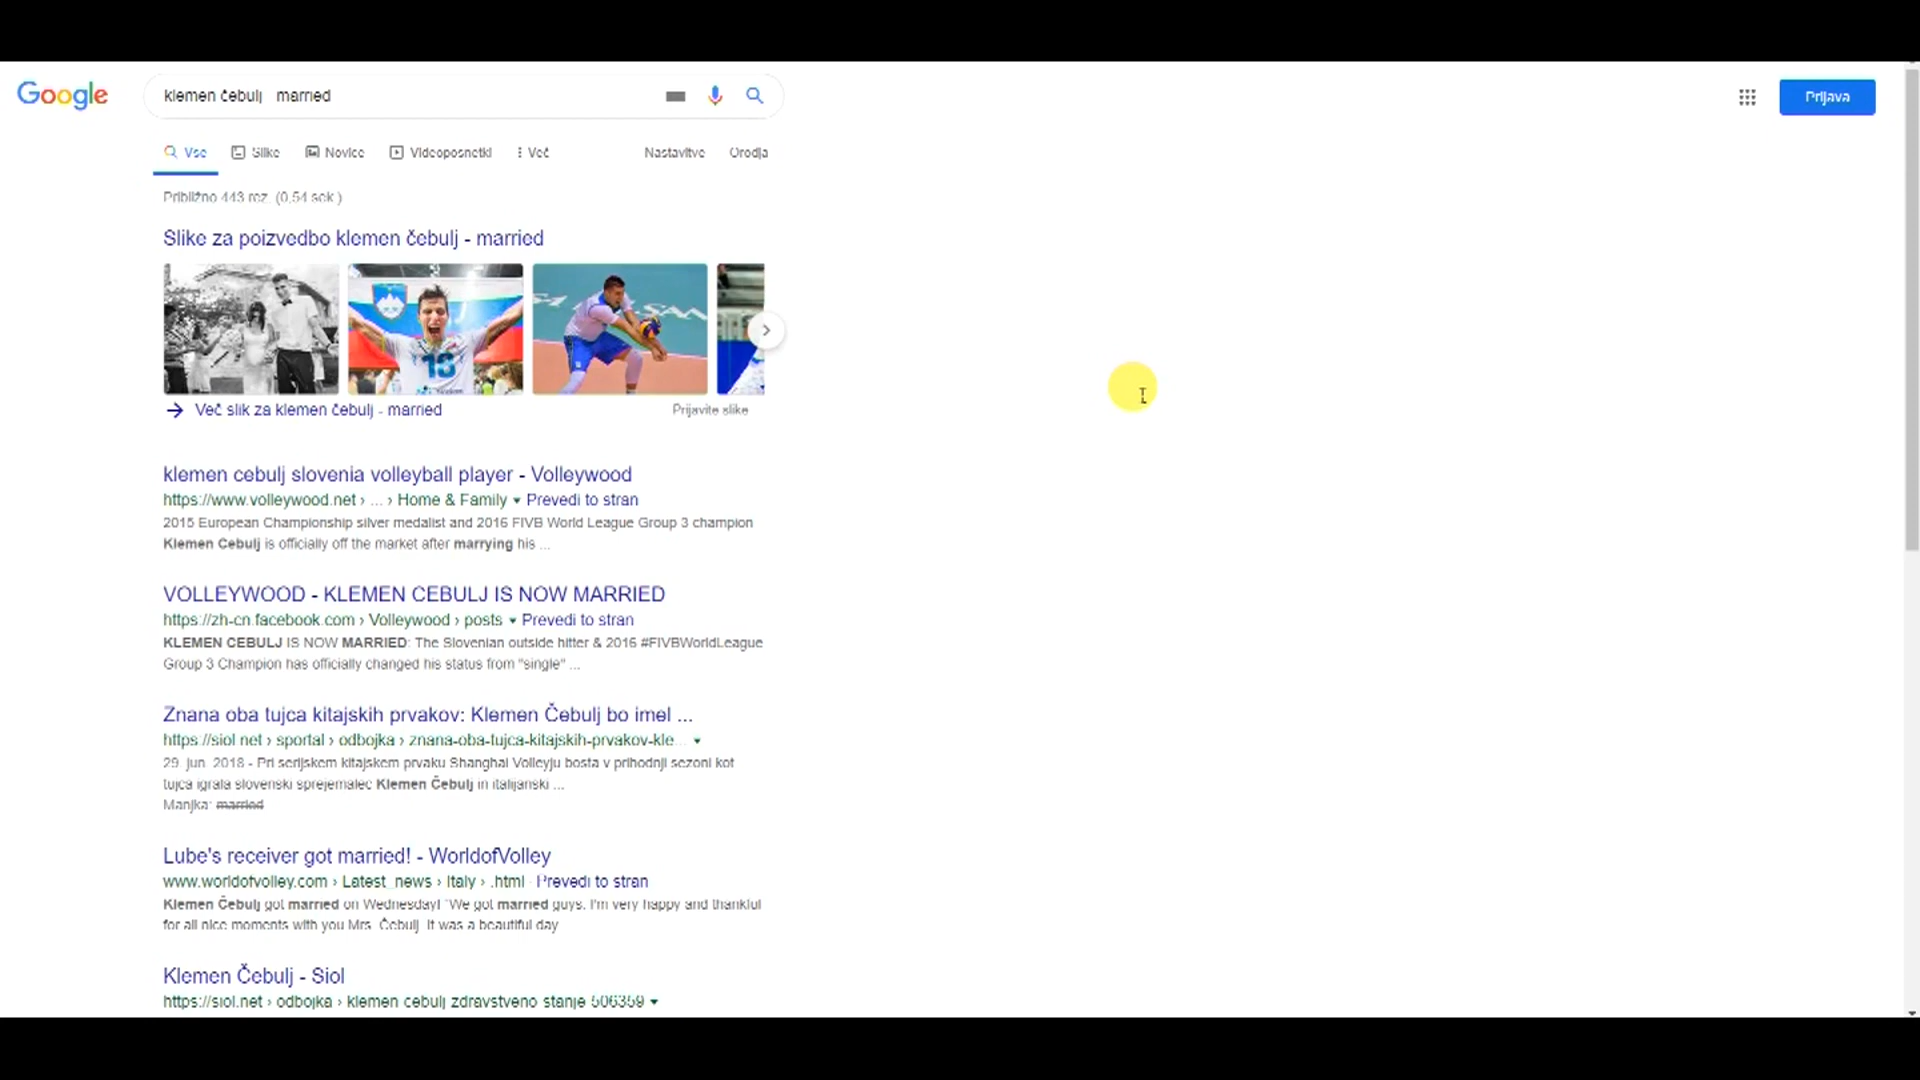 Google
klemen čebulj married
Prijava
Vse Slike Novice Videoposnetki Več Nastavitve Orodja
Približno 443 rez. (0,54 sek.)
Slike za poizvedbo klemen čebulj - married
13
Več slik za klemen čebulj - married Prijavite slike
klemen cebulj slovenia volleyball player - Volleywood
https://www.volleywood.net › ... › Home & Family Prevedi to stran
2015 European Championship silver medalist and 2016 FIVB World League Group 3 champion
Klemen Cebulj is officially off the market after marrying his ...
VOLLEYWOOD - KLEMEN CEBULJ IS NOW MARRIED
https://zh-cn.facebook.com › Volleywood › posts Prevedi to stran
KLEMEN CEBULJ IS NOW MARRIED: The Slovenian outside hitter & 2016 #FIVBWorldLeague
Group 3 Champion has officially changed his status from "single" ...
Znana oba tujca kitajskih prvakov: Klemen Čebulj bo imel ...
https://siol.net › sportal › odbojka › znana-oba-tujca-kitajskih-prvakov-kle...
29. jun. 2018 - Pri serijskem kitajskem prvaku Shanghai Volleyju bosta v prihodnji sezoni kot
tujca igrala slovenski sprejemalec Klemen Čebulj in italijanski ...
Manjka: married
Lube's receiver got married! - WorldofVolley
www.worldofvolley.com › Latest_news › Italy › .html Prevedi to stran
Klemen Čebulj got married on Wednesday! "We got married guys. I'm very happy and thankful
for all nice moments with you Mrs. Čebulj. It was a beautiful day
Klemen Čebulj - Siol
https://siol.net › odbojka › klemen cebulj zdravstveno stanje 506359